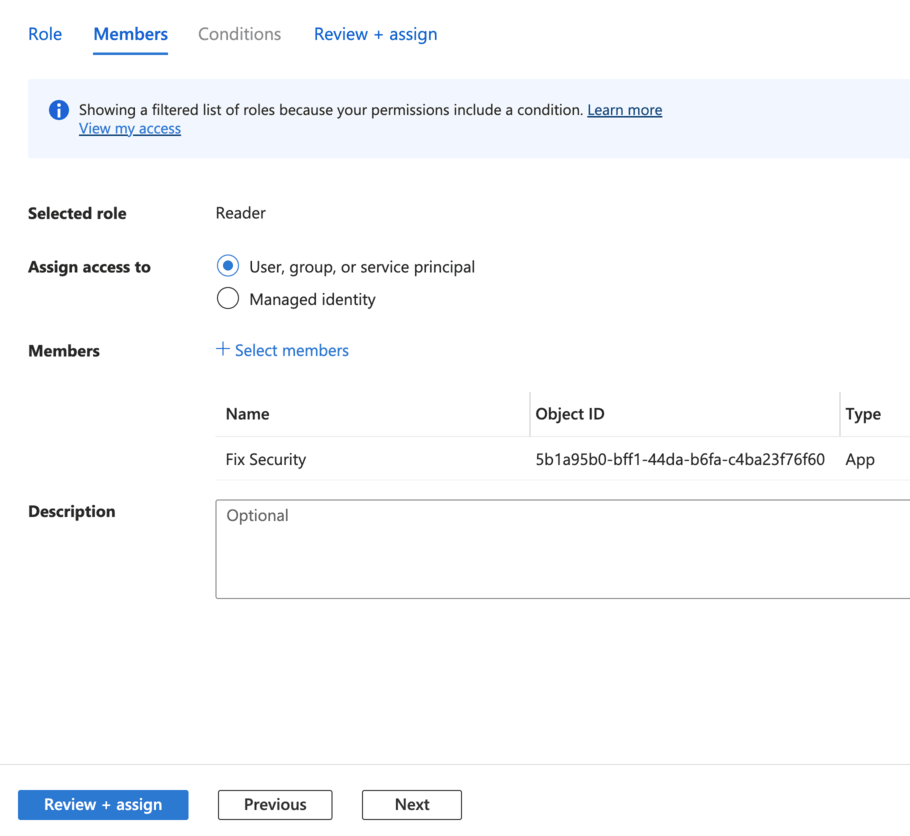 Role Members Conditions Review + assign
Showing a filtered list of roles because your permissions include a condition. Learn more
View my access
Selected role Reader
Assign access to User, group, or service principal
Managed identity
Members + Select members
Name Object ID Type
Fix Security 5b1a95b0-bff1-44da-b6fa-c4ba23f76f60 App
Description Optional
Review + assign Previous Next